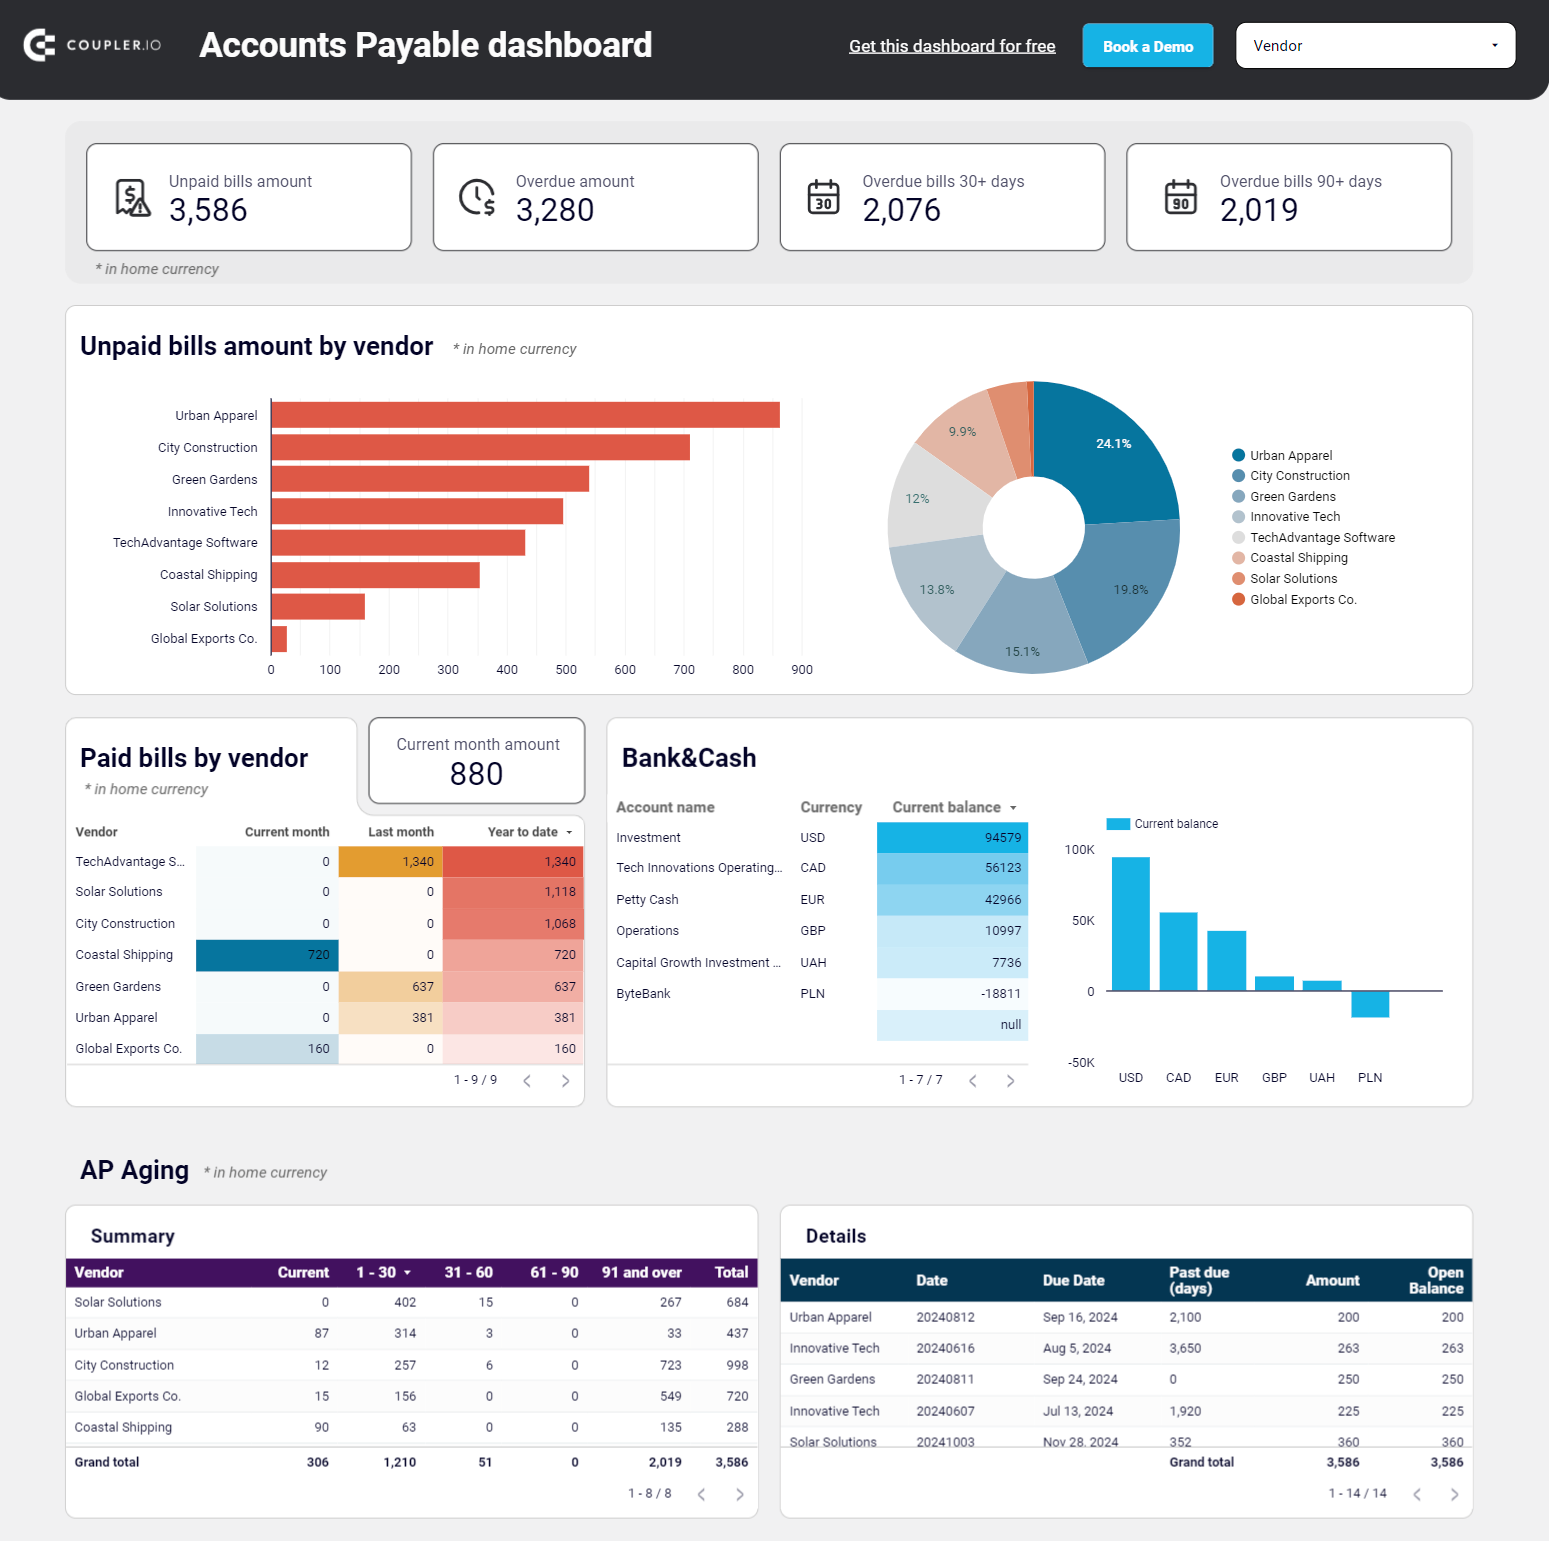 COUPLER.IO
Accounts Payable dashboard
Get this dashboard for free
Book a Demo
Vendor
Unpaid bills amount
3,586
Overdue amount
3,280
30
Overdue bills 30+ days
2,076
90
Overdue bills 90+ days
2,019
* in home currency
Unpaid bills amount by vendor * in home currency
Urban Apparel
City Construction
Green Gardens
Innovative Tech
TechAdvantage Software
Coastal Shipping
Solar Solutions
Global Exports Co.
0 100 200 300 400 500 600 700 800 900
24.1%
19.8%
15.1%
13.8%
12%
9.9%
Urban Apparel
City Construction
Green Gardens
Innovative Tech
TechAdvantage Software
Coastal Shipping
Solar Solutions
Global Exports Co.
Paid bills by vendor
* in home currency
Current month amount
880
Vendor Current month Last month Year to date
TechAdvantage S... 0 1,340 1,340
Solar Solutions 0 0 1,118
City Construction 0 0 1,068
Coastal Shipping 720 0 720
Green Gardens 0 637 637
Urban Apparel 0 381 381
Global Exports Co. 160 0 160
1 - 9 / 9
Bank&Cash
Account name Currency Current balance
Investment USD 94579
Tech Innovations Operating... CAD 56123
Petty Cash EUR 42966
Operations GBP 10997
Capital Growth Investment ... UAH 7736
ByteBank PLN -18811
null
1 - 7 / 7
Current balance
100K
50K
0
-50K
USD CAD EUR GBP UAH PLN
AP Aging * in home currency
Summary
Vendor Current 1 - 30 31 - 60 61 - 90 91 and over Total
Solar Solutions 0 402 15 0 267 684
Urban Apparel 87 314 3 0 33 437
City Construction 12 257 6 0 723 998
Global Exports Co. 15 156 0 0 549 720
Coastal Shipping 90 63 0 0 135 288
Grand total 306 1,210 51 0 2,019 3,586
1 - 8 / 8
Details
Vendor Date Due Date Past due (days) Amount Open Balance
Urban Apparel 20240812 Sep 16, 2024 2,100 200 200
Innovative Tech 20240616 Aug 5, 2024 3,650 263 263
Green Gardens 20240811 Sep 24, 2024 0 250 250
Innovative Tech 20240607 Jul 13, 2024 1,920 225 225
Solar Solutions 20241003 Nov 28, 2024 352 360 360
Grand total 3,586 3,586
1 - 14 / 14